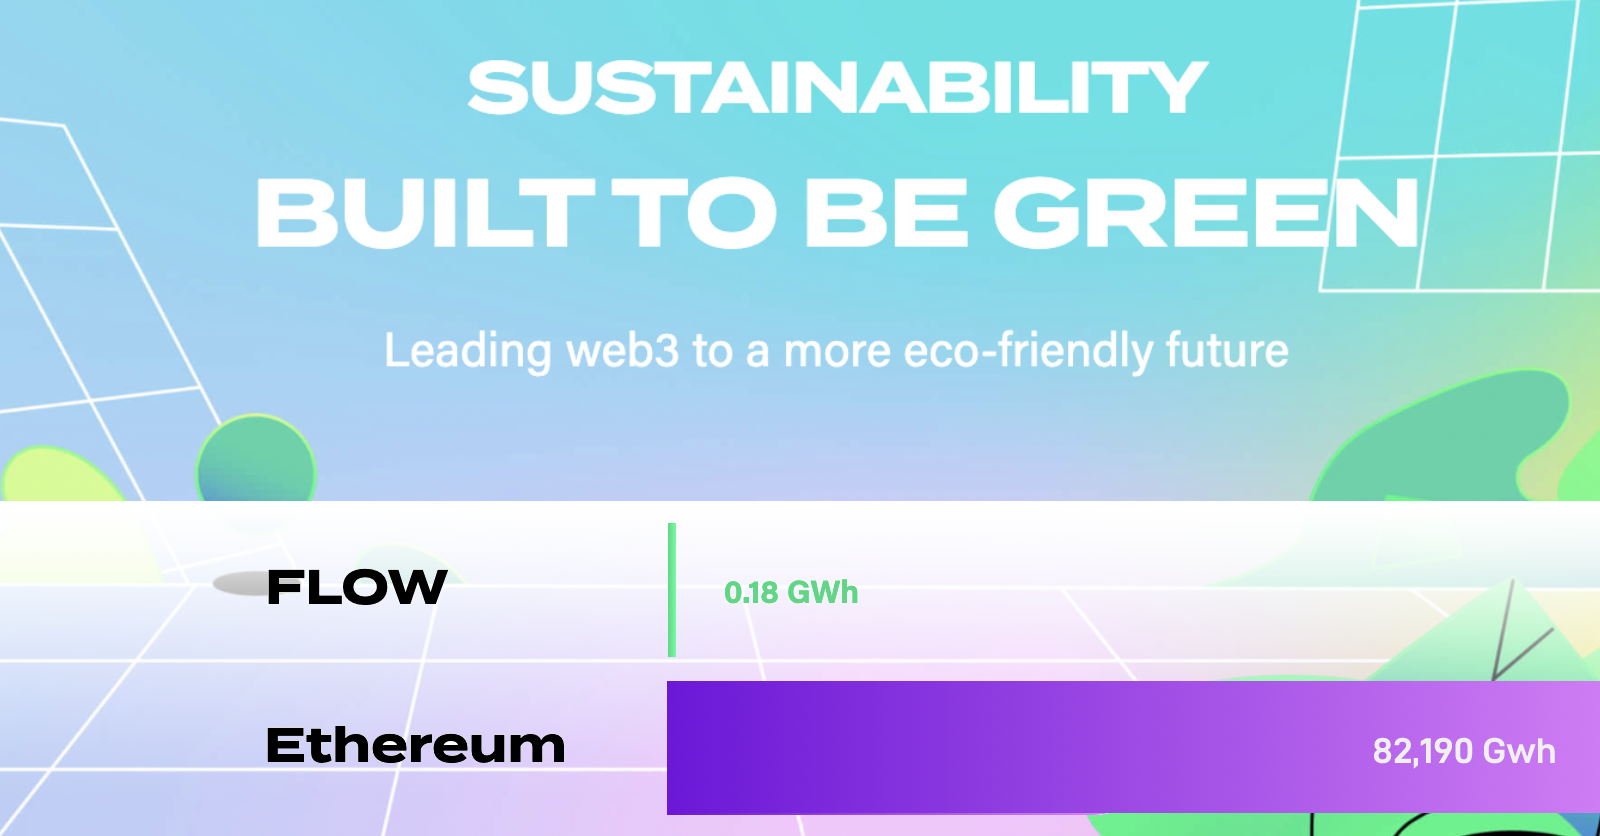 SUSTAINABILITY
BUILT TO BE GREEN
Leading web3 to a more eco-friendly future
FLOW
0.18 GWh
Ethereum
82,190 Gwh